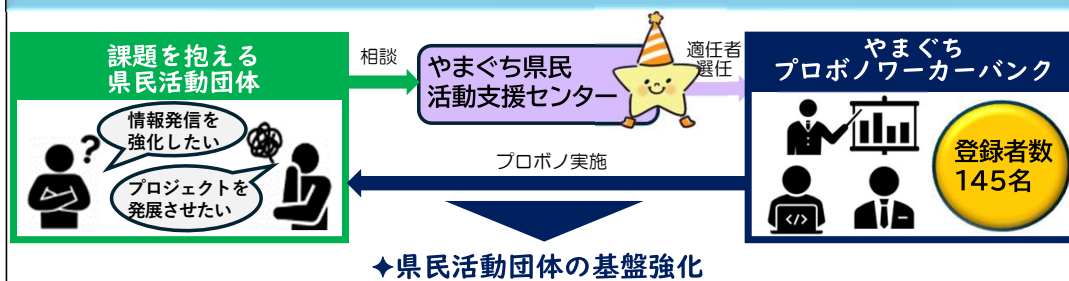 課題を抱える
県民活動団体
情報発信を
強化したい
?
プロジェクトを
発展させたい
相談
やまぐち県民
活動支援センター
適任者
選任
やまぐち
プロボノワーカーバンク
</>
登録者数
145名
プロボノ実施
✦県民活動団体の基盤強化